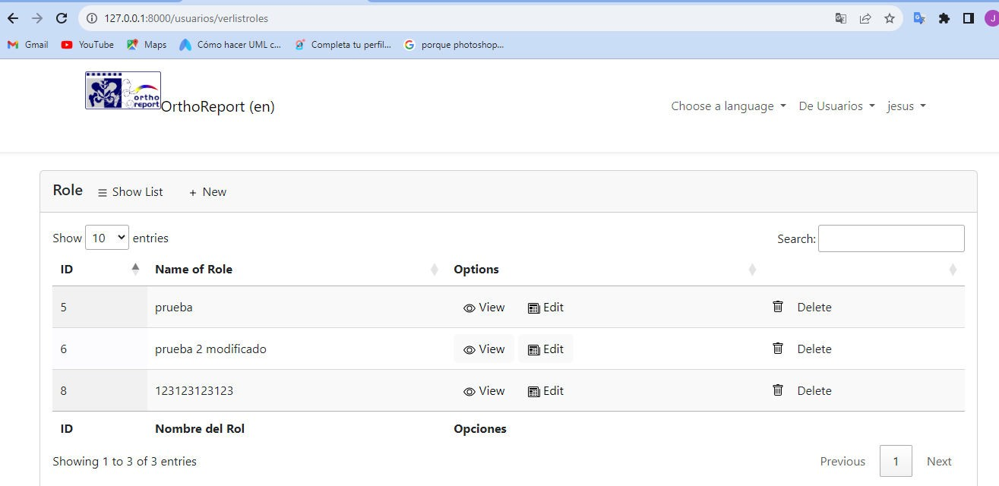 127.0.0.1:8000/usuarios/verlistroles
J
Gmail YouTube Maps Cómo hacer UML c... Completa tu perfil... porque photoshop...
ortho
report
OrthoReport (en) Choose a language De Usuarios jesus
Role Show List + New
Show 10 entries Search:
ID Name of Role Options
5 prueba View Edit Delete
6 prueba 2 modificado View Edit Delete
8 123123123123 View Edit Delete
ID Nombre del Rol Opciones
Showing 1 to 3 of 3 entries Previous 1 Next